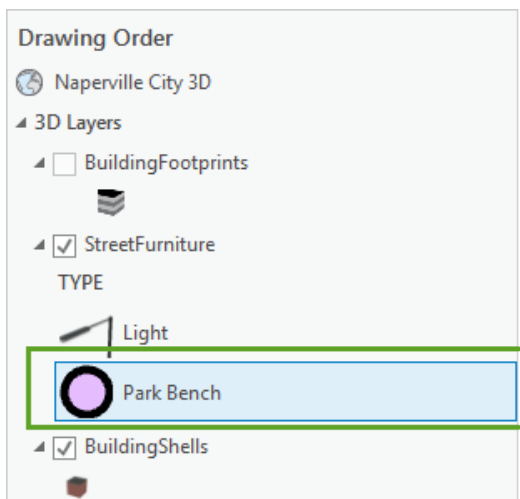 Drawing Order
Naperville City 3D
3D Layers
BuildingFootprints
StreetFurniture
TYPE
Light
Park Bench
BuildingShells